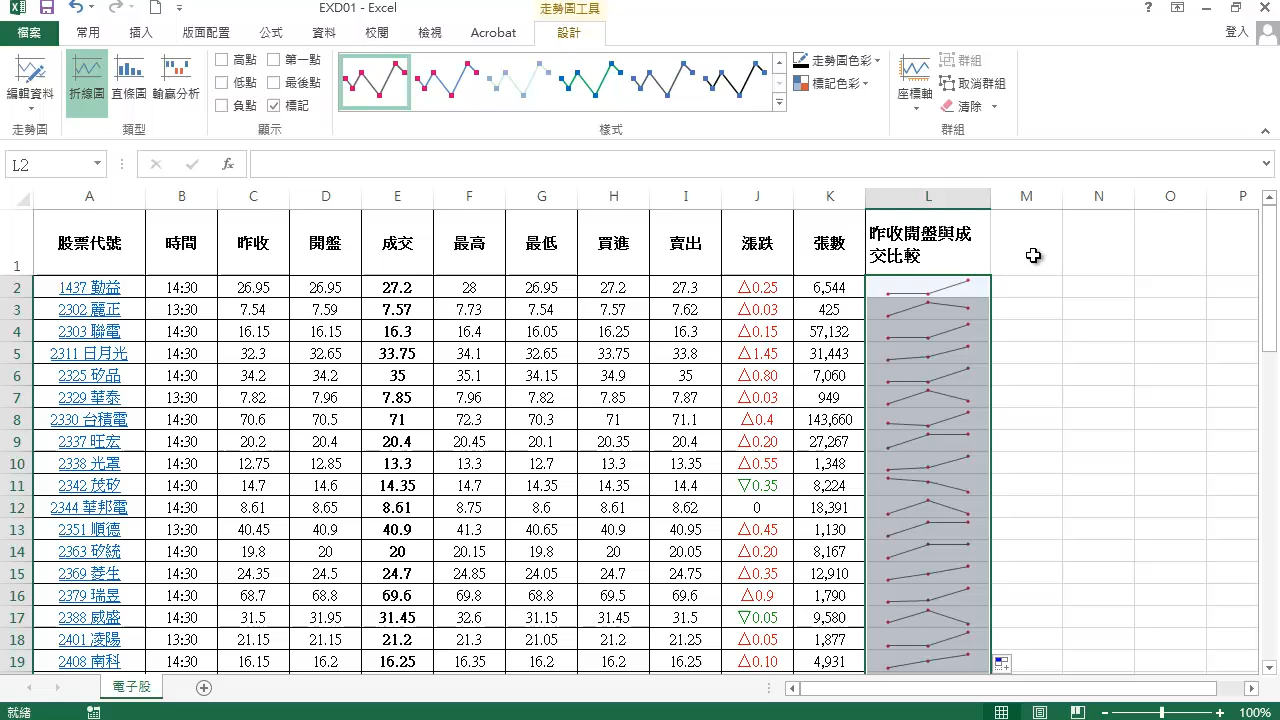 EXD01 - Excel
走勢圖工具
檔案 常用 插入 版面配置 公式 資料 校閱 檢視 Acrobat 設計 登入
編輯資料 折線圖 直條圖 輸贏分析
高點 第一點
低點 最後點
負點 標記
走勢圖色彩
標記色彩
座標軸
群組
取消群組
清除
走勢圖 類型 顯示 樣式 群組
L2 fx
A B C D E F G H I J K L M N O P
1 股票代號 時間 昨收 開盤 成交 最高 最低 買進 賣出 漲跌 張數 昨收開盤與成
交比較
2 1437 勤益 14:30 26.95 26.95 27.2 28 26.95 27.2 27.3 △0.25 6,544
3 2302 麗正 13:30 7.54 7.59 7.57 7.73 7.54 7.57 7.62 △0.03 425
4 2303 聯電 14:30 16.15 16.15 16.3 16.4 16.05 16.25 16.3 △0.15 57,132
5 2311 日月光 14:30 32.3 32.65 33.75 34.1 32.65 33.75 33.8 △1.45 31,443
6 2325 矽品 14:30 34.2 34.2 35 35.1 34.15 34.9 35 △0.80 7,060
7 2329 華泰 14:30 7.82 7.96 7.85 7.96 7.82 7.85 7.87 △0.03 949
8 2330 台積電 14:30 70.6 70.5 71 72.3 70.3 71 71.1 △0.4 143,660
9 2337 旺宏 14:30 20.2 20.4 20.4 20.45 20.1 20.35 20.4 △0.20 27,267
10 2338 光罩 14:30 12.75 12.85 13.3 13.3 12.7 13.3 13.35 △0.55 1,348
11 2342 茂矽 14:30 14.7 14.6 14.35 14.7 14.35 14.35 14.4 ▽0.35 8,224
12 2344 華邦電 14:30 8.61 8.65 8.61 8.75 8.6 8.61 8.62 0 18,391
13 2351 順德 13:30 40.45 40.9 40.9 41.3 40.65 40.9 40.95 △0.45 1,130
14 2363 矽統 14:30 19.8 20 20 20.15 19.8 20 20.05 △0.20 8,167
15 2369 菱生 14:30 24.35 24.5 24.7 24.85 24.05 24.7 24.75 △0.35 12,910
16 2379 瑞昱 14:30 68.7 68.8 69.6 69.8 68.8 69.5 69.6 △0.9 1,790
17 2388 威盛 14:30 31.5 31.95 31.45 32.6 31.15 31.45 31.5 ▽0.05 9,580
18 2401 凌陽 13:30 21.15 21.15 21.2 21.3 21.05 21.2 21.25 △0.05 1,877
19 2408 南科 14:30 16.15 16.2 16.25 16.35 16.2 16.2 16.25 △0.10 4,931
電子股
就緒 100%